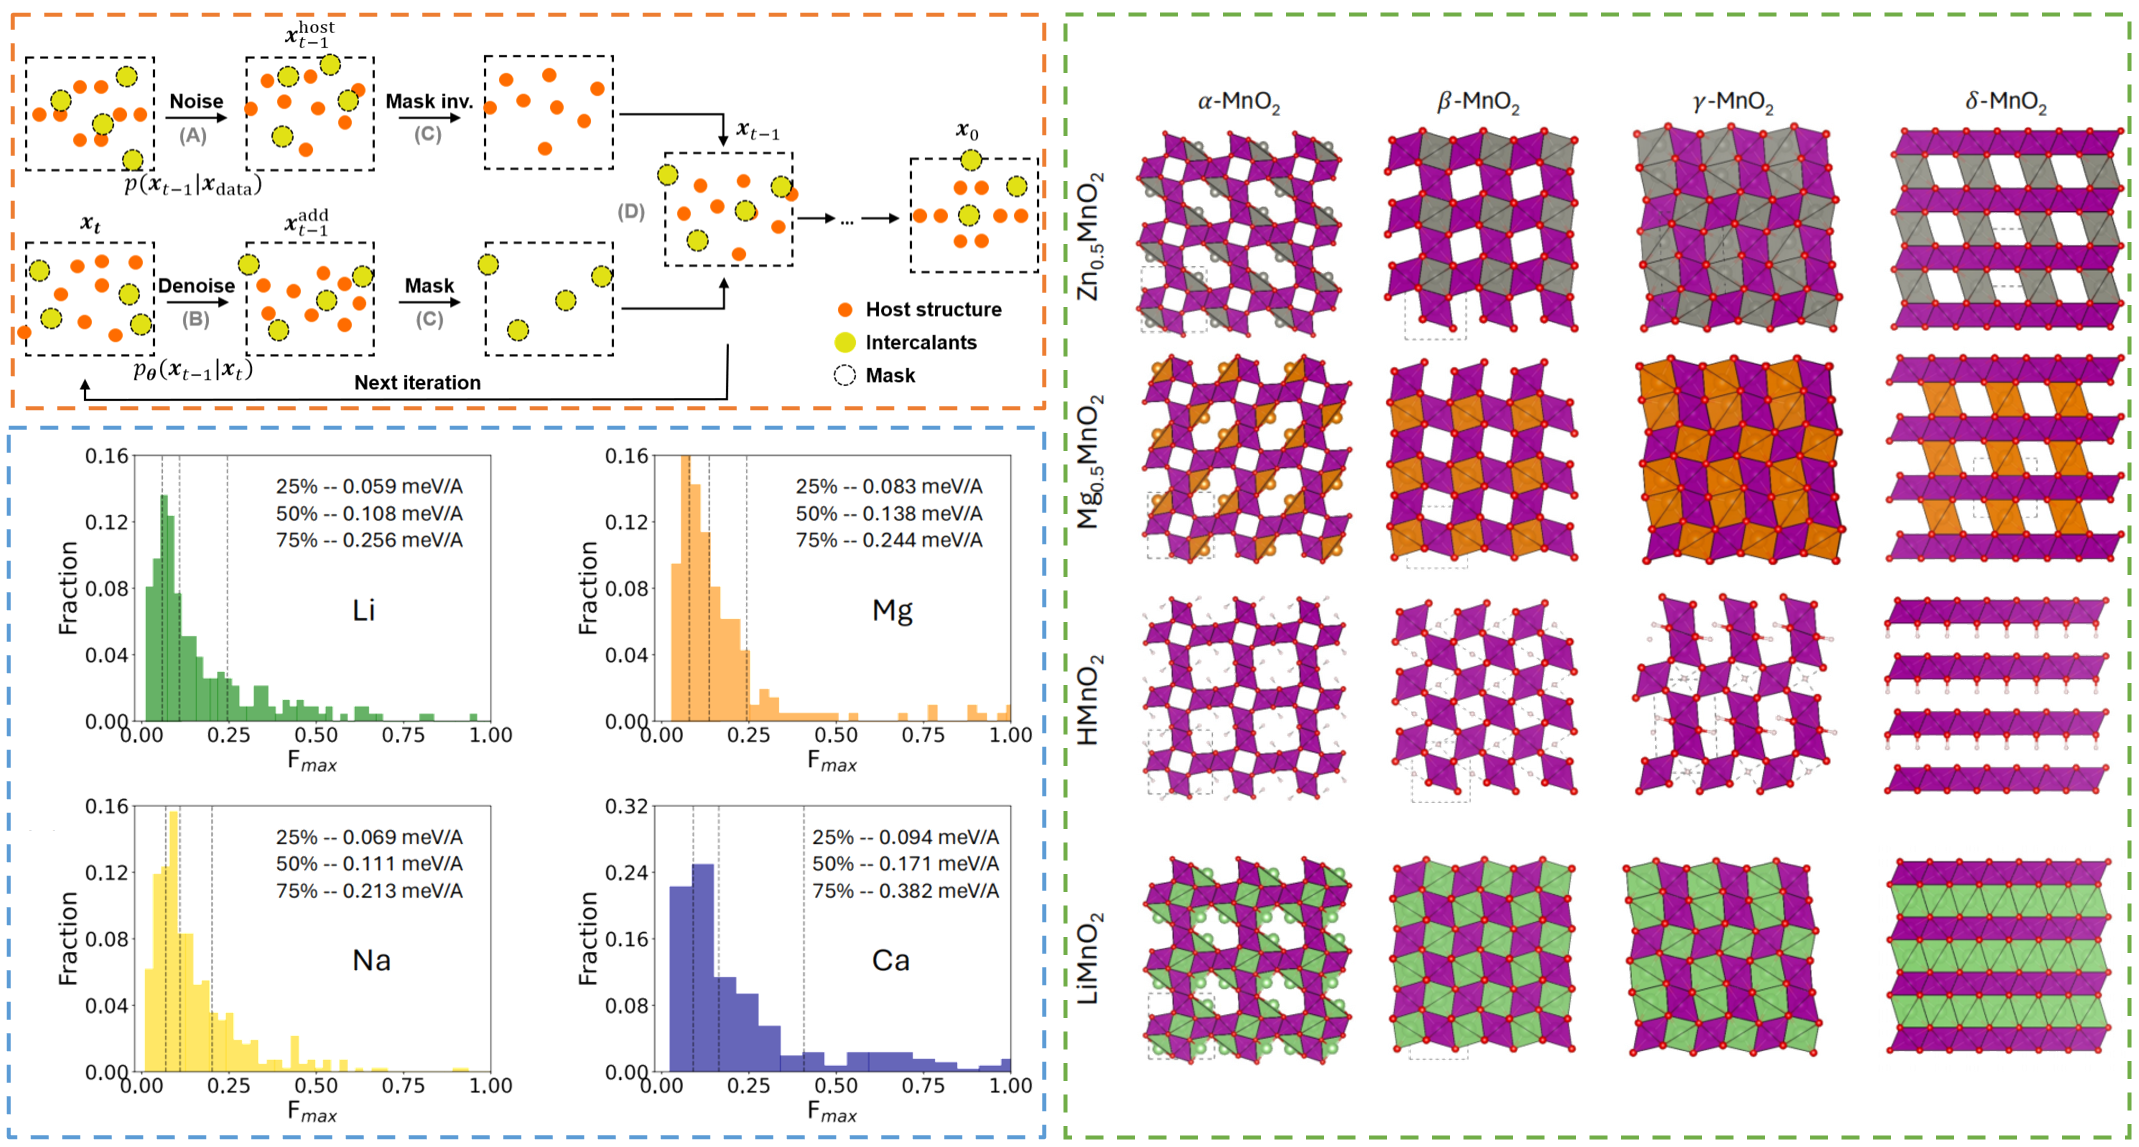 x_{t−1}^{host}
Noise
(A)
Mask inv.
(C)
p(x_{t−1}|x_{data})
x_{t−1}
x_0
(D)
...
x_t
x_{t−1}^{add}
Denoise
(B)
Mask
(C)
p_θ(x_{t−1}|x_t)
Next iteration
Host structure
Intercalants
Mask
0.16
0.12
0.08
0.04
0.00
Fraction
25% -- 0.059 meV/A
50% -- 0.108 meV/A
75% -- 0.256 meV/A
Li
0.00 0.25 0.50 0.75 1.00
F_{max}
0.16
0.12
0.08
0.04
0.00
Fraction
25% -- 0.083 meV/A
50% -- 0.138 meV/A
75% -- 0.244 meV/A
Mg
0.00 0.25 0.50 0.75 1.00
F_{max}
0.16
0.12
0.08
0.04
0.00
Fraction
25% -- 0.069 meV/A
50% -- 0.111 meV/A
75% -- 0.213 meV/A
Na
0.00 0.25 0.50 0.75 1.00
F_{max}
0.32
0.24
0.16
0.08
0.00
Fraction
25% -- 0.094 meV/A
50% -- 0.171 meV/A
75% -- 0.382 meV/A
Ca
0.00 0.25 0.50 0.75 1.00
F_{max}
α-MnO₂ β-MnO₂ γ-MnO₂ δ-MnO₂
Zn₀.₅MnO₂
Mg₀.₅MnO₂
HMnO₂
LiMnO₂